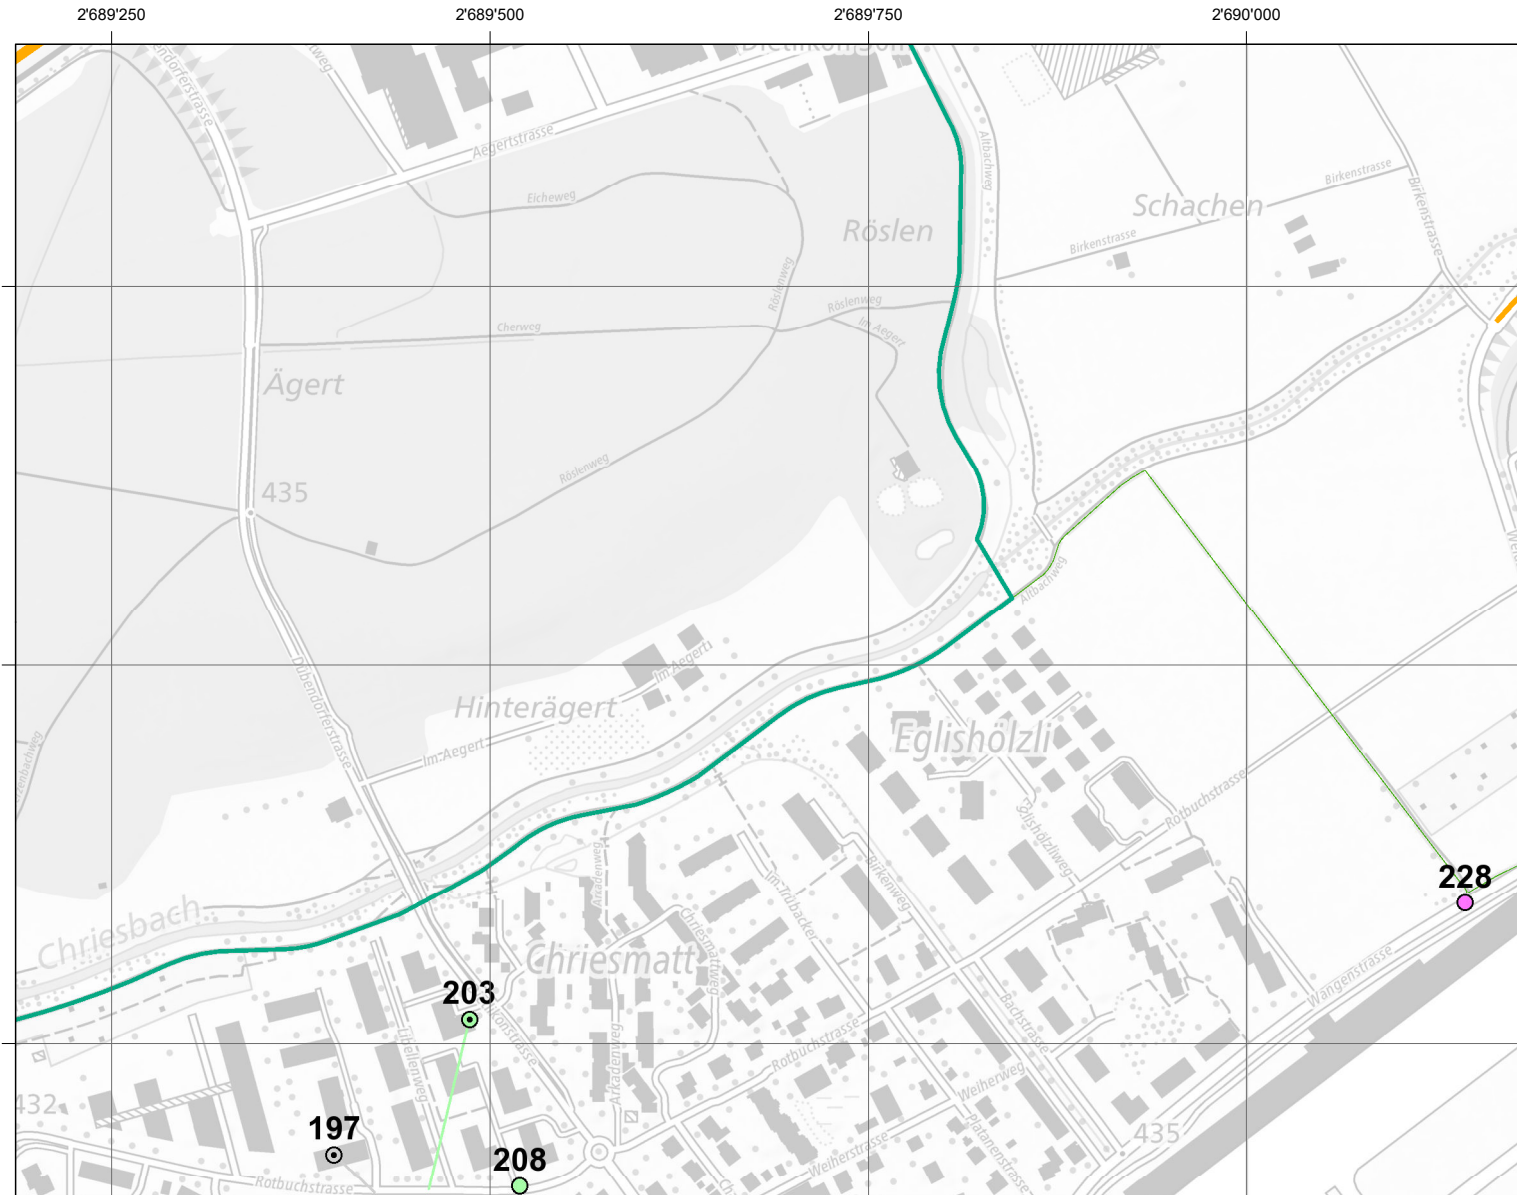 2'689'250
2'689'500
2'689'750
2'690'000
Aegertstrasse
Altbachweg
Eicheweg
Röslen
Schachen
Birkenstrasse
Birkenstrasse
Birkenstrasse
Röslenweg
Röslenweg
Im Aegert
Cherweg
Ägert
Röslenweg
435
Altbachweg
Dübendorferstrasse
Im Aegert
Hinterägert
Im Aegert
Eglishölzli
Rotbuchstrasse
Eglishölzliweg
Birkenweg
Im Tubacker
Arkadenweg
228
Chriesbach
Chriesmatt
Chriesmattweg
Wangenstrasse
203
Libellenweg
Bachstrasse
Rotbuchstrasse
Arkadenweg
Weiherweg
432
197
208
Platanenstrasse
435
Weiherstrasse
Rotbuchstrasse